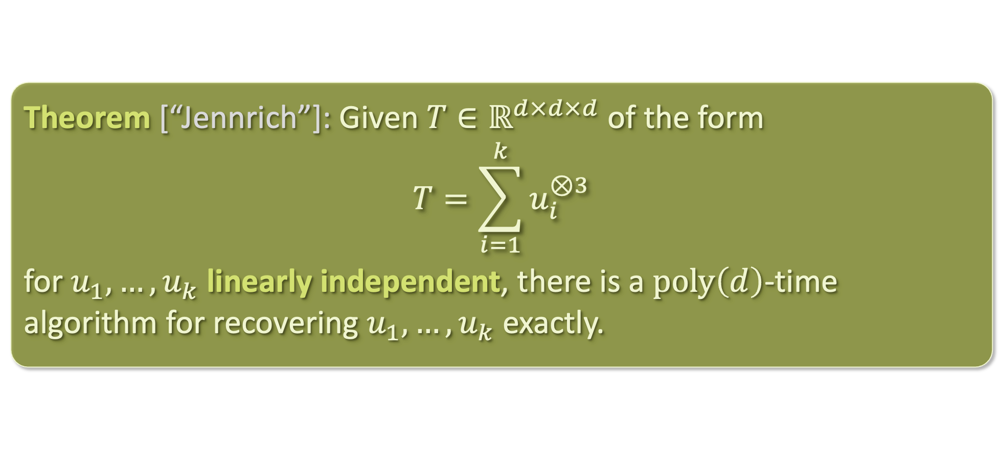 Theorem [“Jennrich”]: Given $T \in \mathbb{R}^{d \times d \times d}$ of the form
$T = \sum_{i=1}^{k} u_i^{\otimes 3}$
for $u_1, \ldots, u_k$ linearly independent, there is a $\mathrm{poly}(d)$-time
algorithm for recovering $u_1, \ldots, u_k$ exactly.